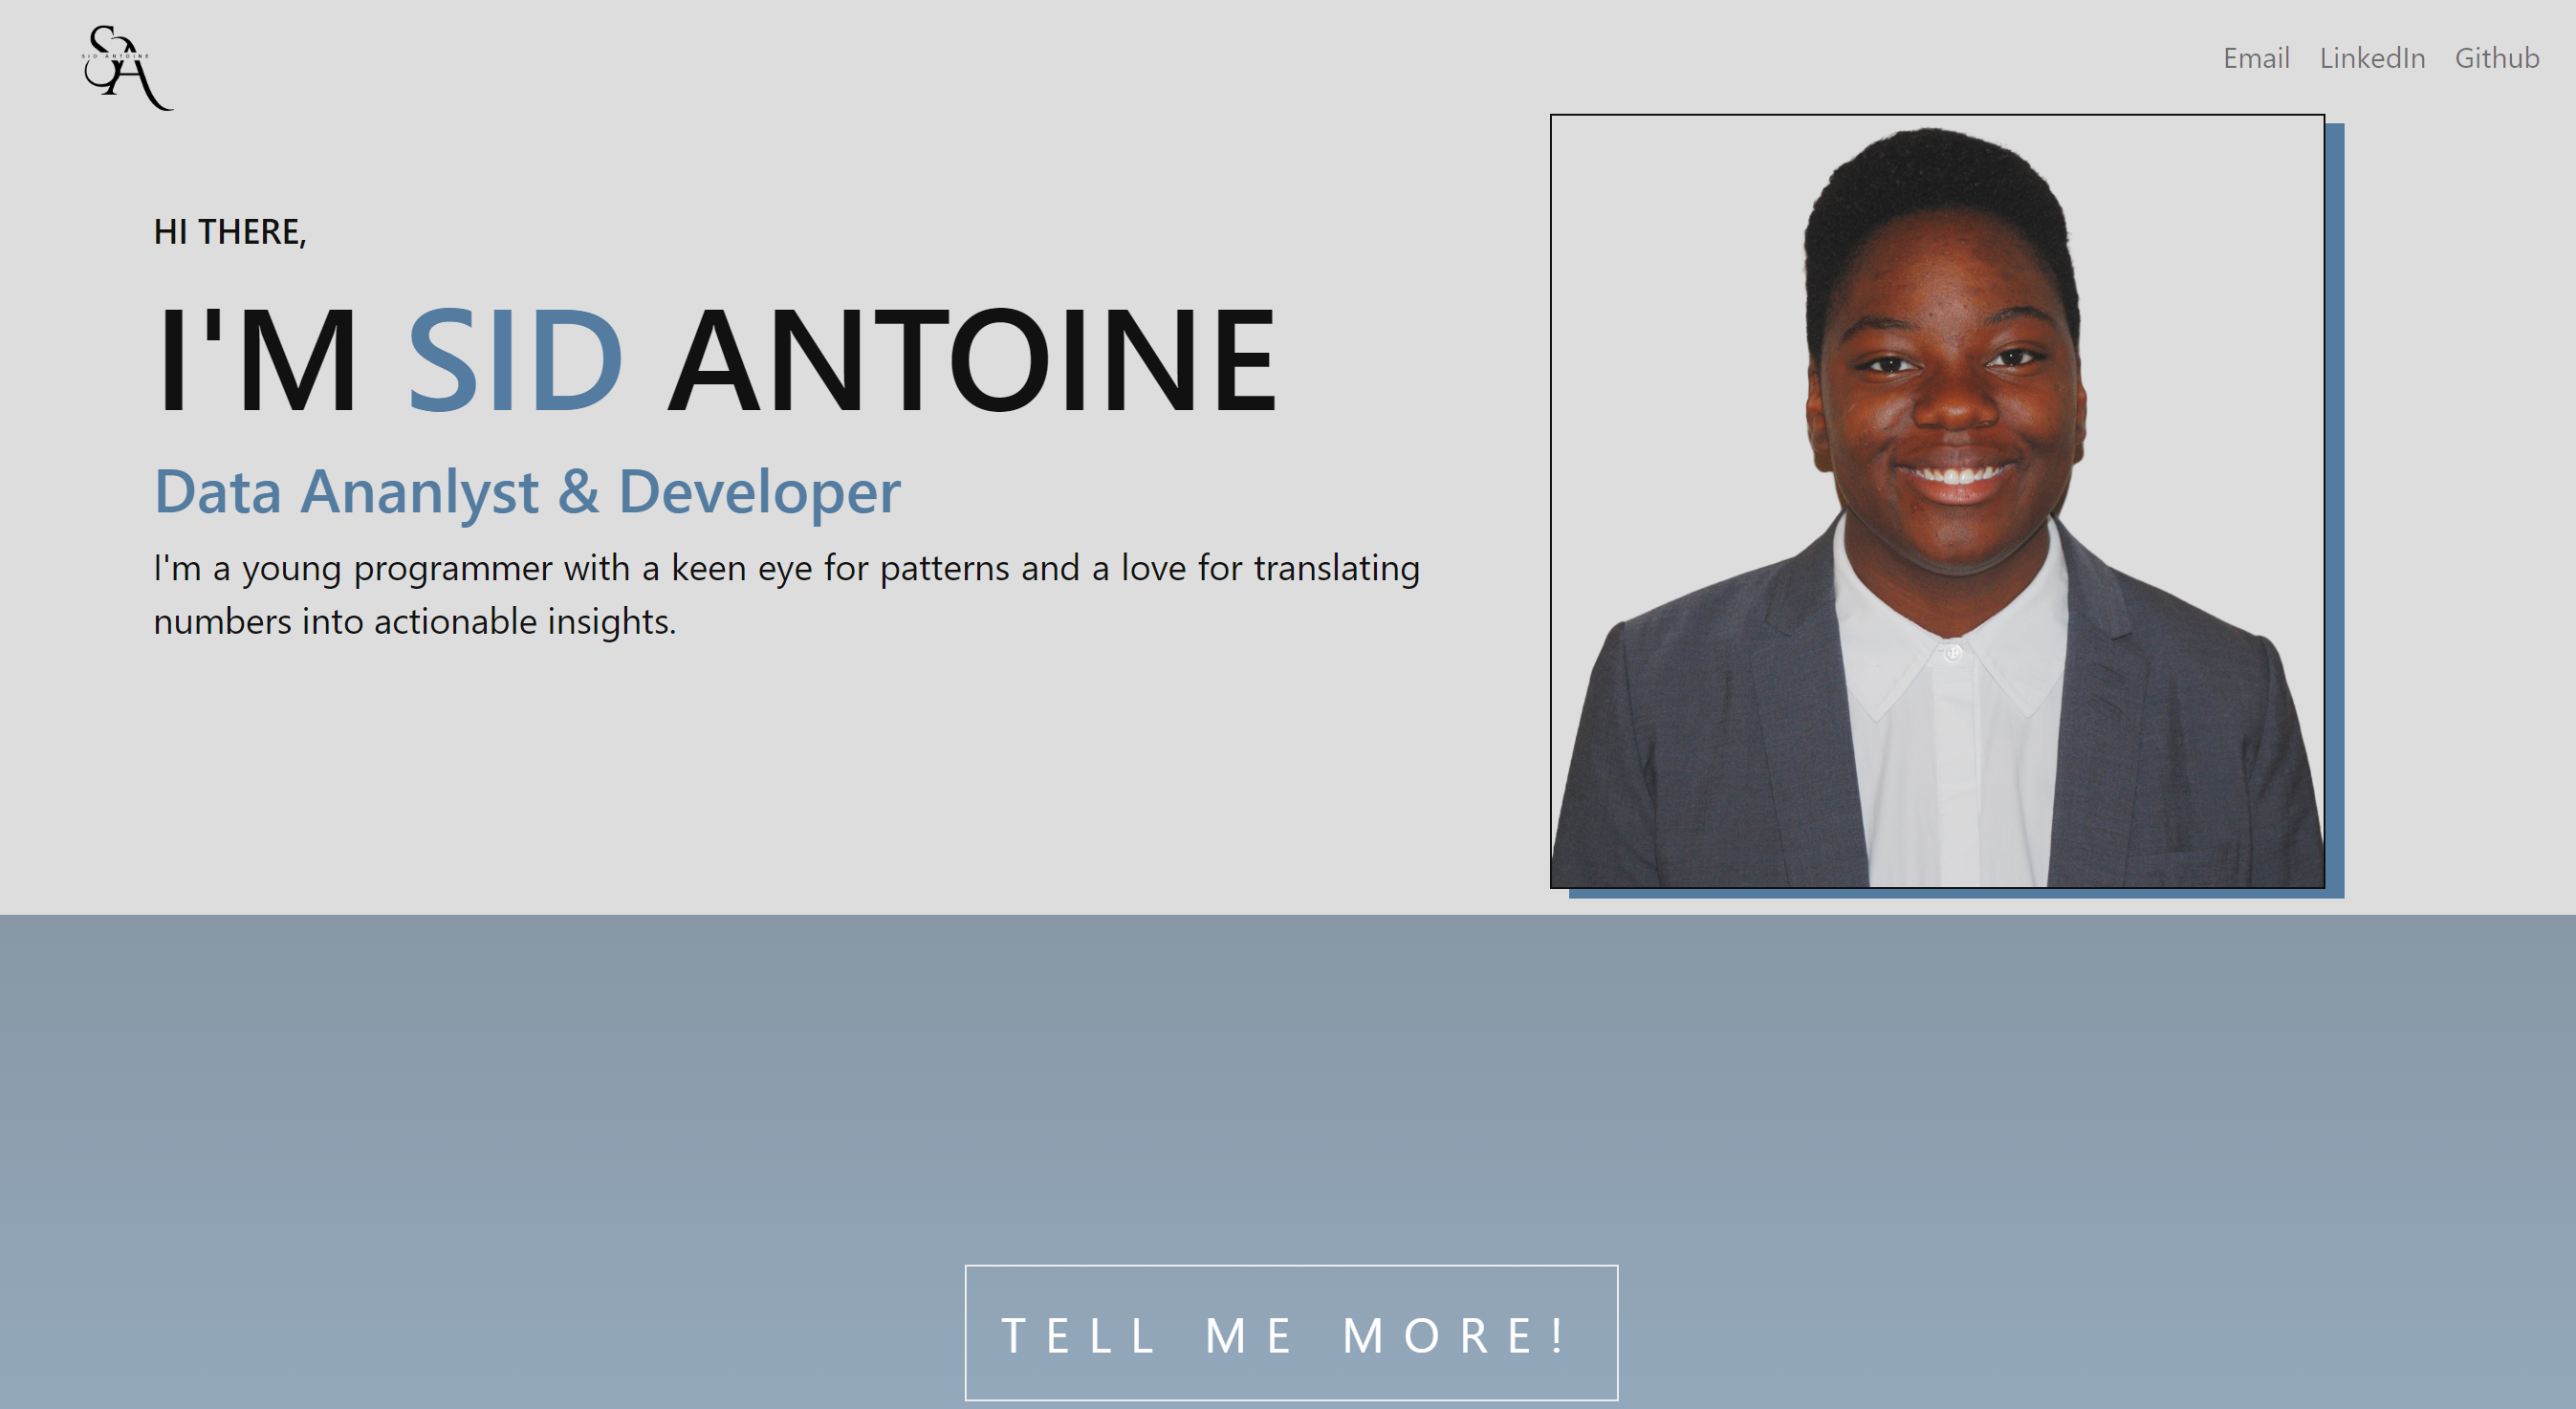 SA
SID ANTOINE
Email LinkedIn Github
HI THERE,
I'M SID ANTOINE
Data Ananlyst & Developer
I'm a young programmer with a keen eye for patterns and a love for translating
numbers into actionable insights.
TELL ME MORE!